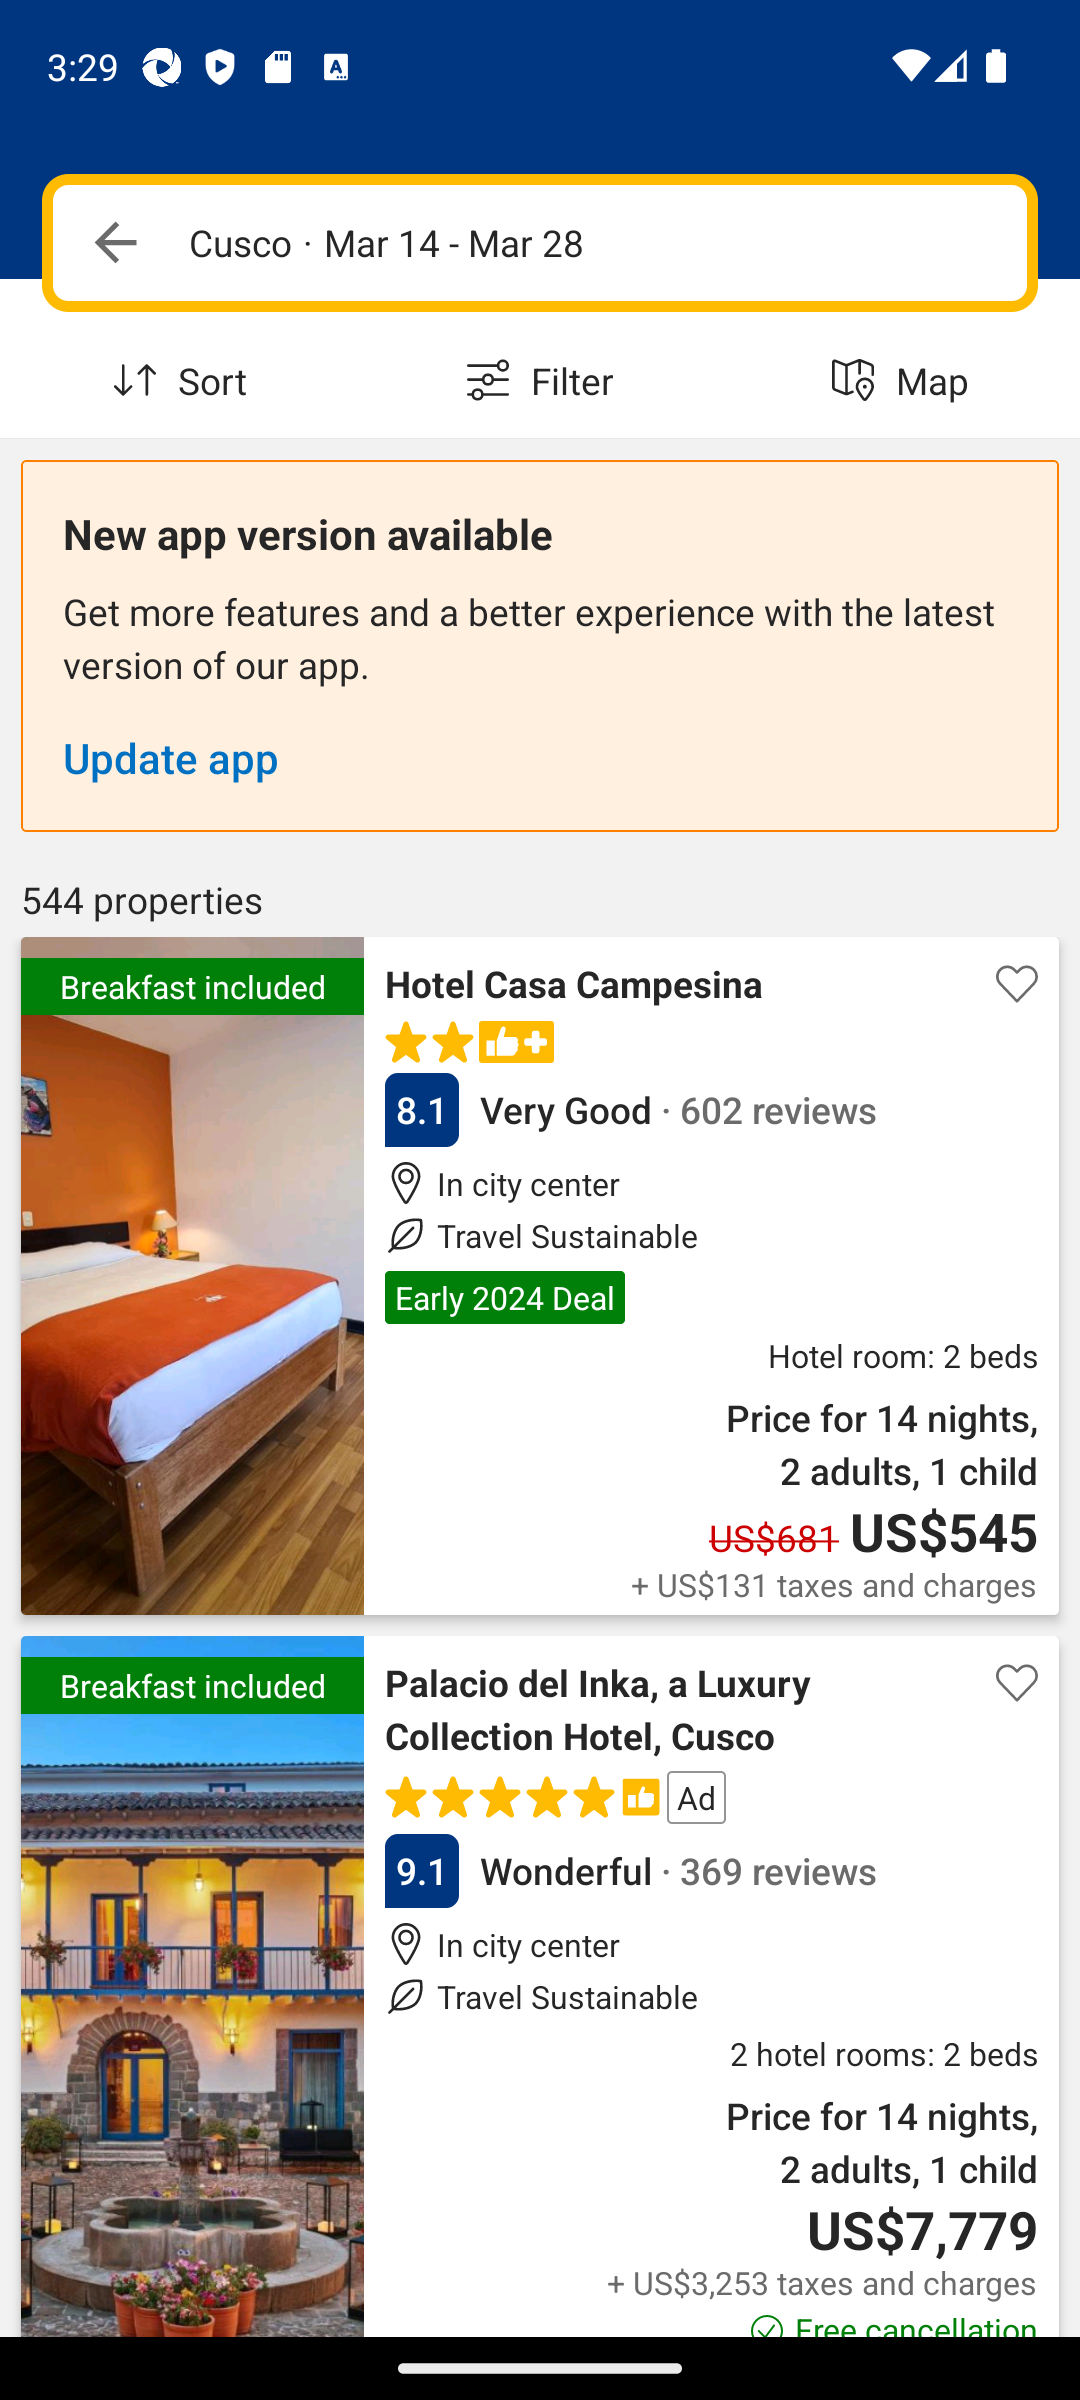 3:29
Cusco · Mar 14 - Mar 28
Sort
Filter
Map
New app version available
Get more features and a better experience with the latest
version of our app.
Update app
544 properties
Breakfast included
Hotel Casa Campesina
8.1 Very Good · 602 reviews
In city center
Travel Sustainable
Early 2024 Deal
Hotel room: 2 beds
Price for 14 nights,
2 adults, 1 child
US$681 US$545
+ US$131 taxes and charges
Breakfast included
Palacio del Inka, a Luxury
Collection Hotel, Cusco
Ad
9.1 Wonderful · 369 reviews
In city center
Travel Sustainable
2 hotel rooms: 2 beds
Price for 14 nights,
2 adults, 1 child
US$7,779
+ US$3,253 taxes and charges
Free cancellation